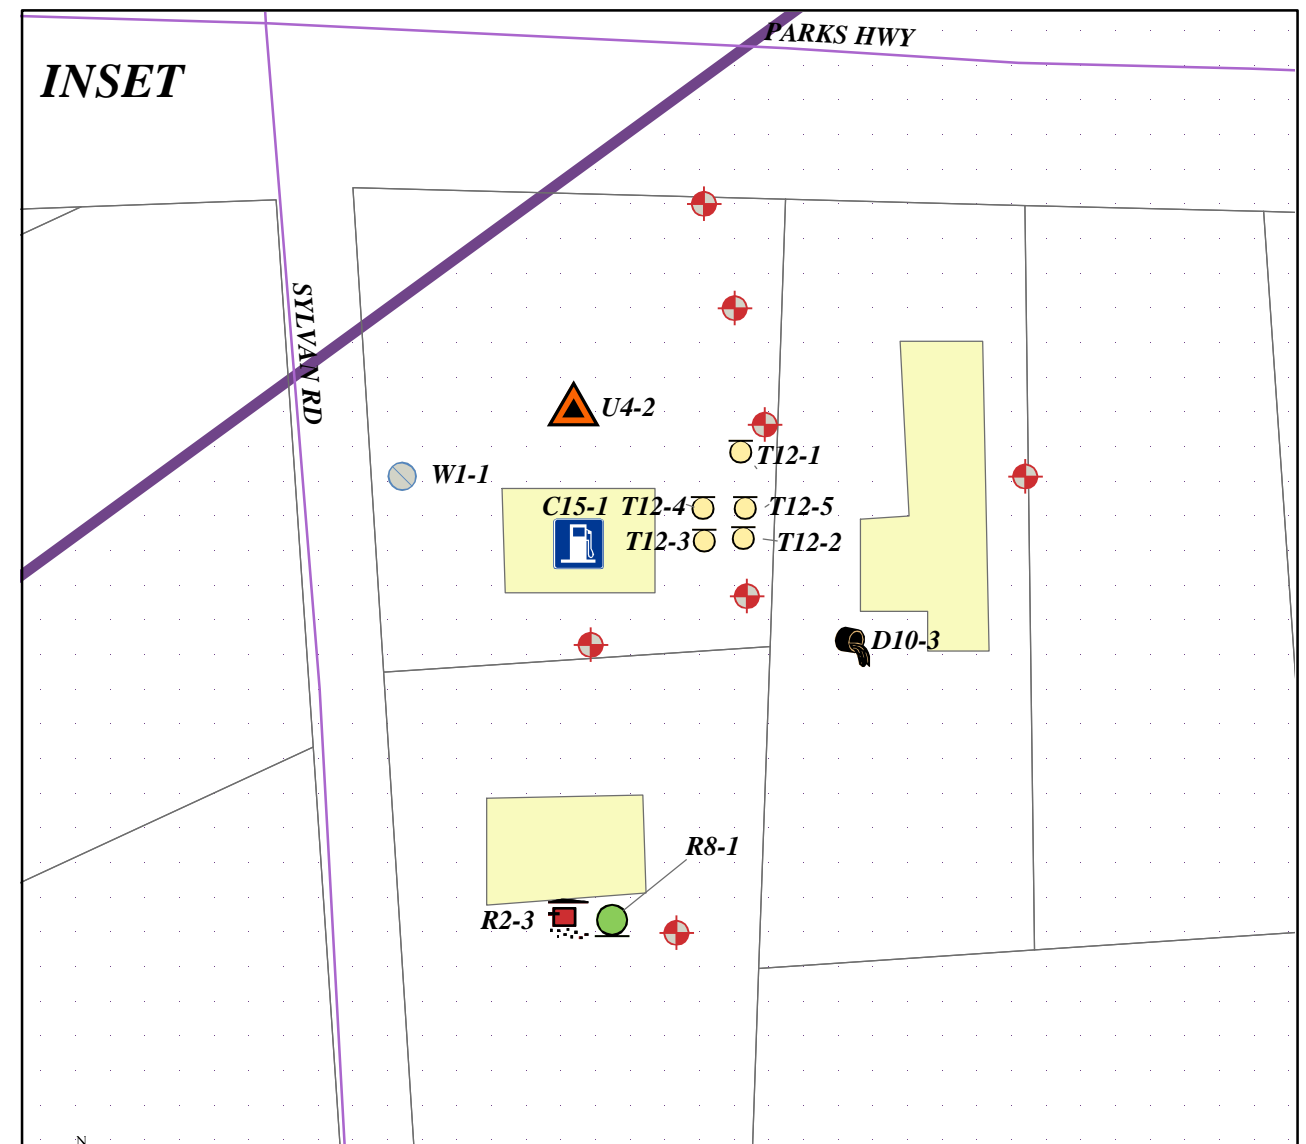 PARKS HWY
INSET
SYLVAN RD
U4-2
T12-1
W1-1
C15-1 T12-4 T12-5
T12-3 T12-2
D10-3
R8-1
R2-3
N